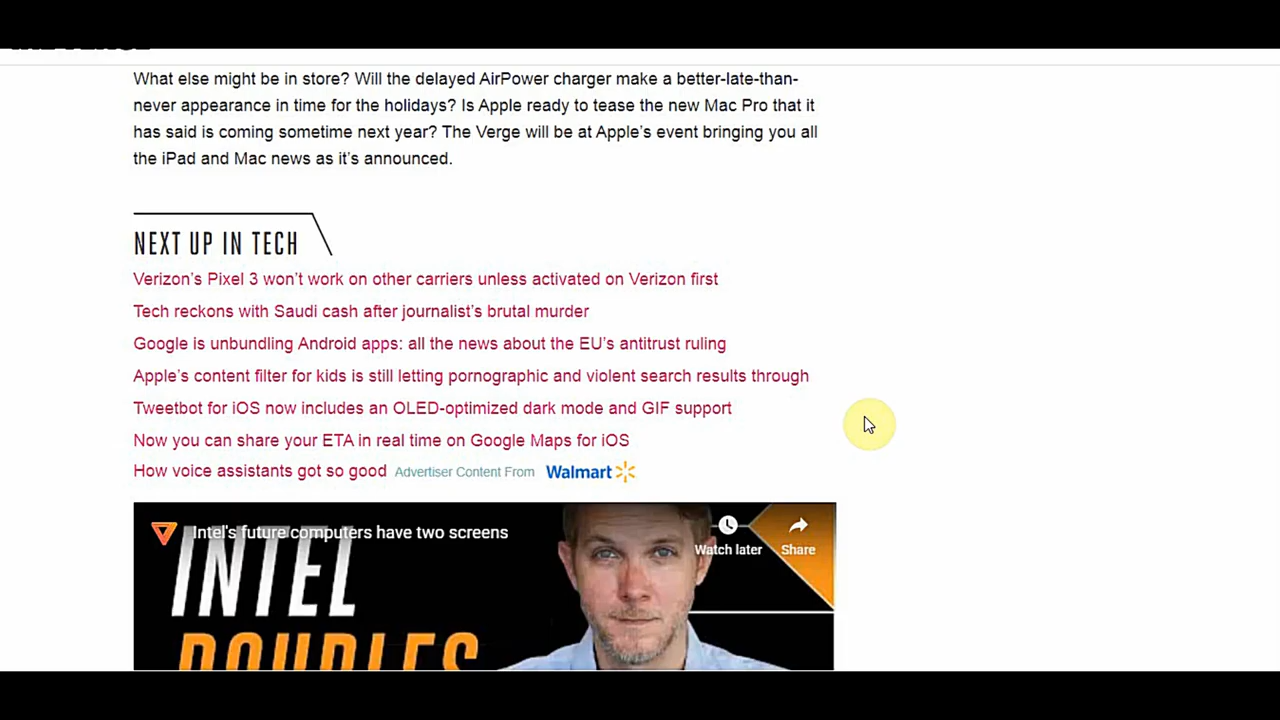 What else might be in store? Will the delayed AirPower charger make a better-late-than-
never appearance in time for the holidays? Is Apple ready to tease the new Mac Pro that it
has said is coming sometime next year? The Verge will be at Apple’s event bringing you all
the iPad and Mac news as it’s announced.
NEXT UP IN TECH
Verizon’s Pixel 3 won’t work on other carriers unless activated on Verizon first
Tech reckons with Saudi cash after journalist’s brutal murder
Google is unbundling Android apps: all the news about the EU’s antitrust ruling
Apple’s content filter for kids is still letting pornographic and violent search results through
Tweetbot for iOS now includes an OLED-optimized dark mode and GIF support
Now you can share your ETA in real time on Google Maps for iOS
How voice assistants got so good Advertiser Content From Walmart
Intel's future computers have two screens
Watch later Share
INTEL
DOUBLES